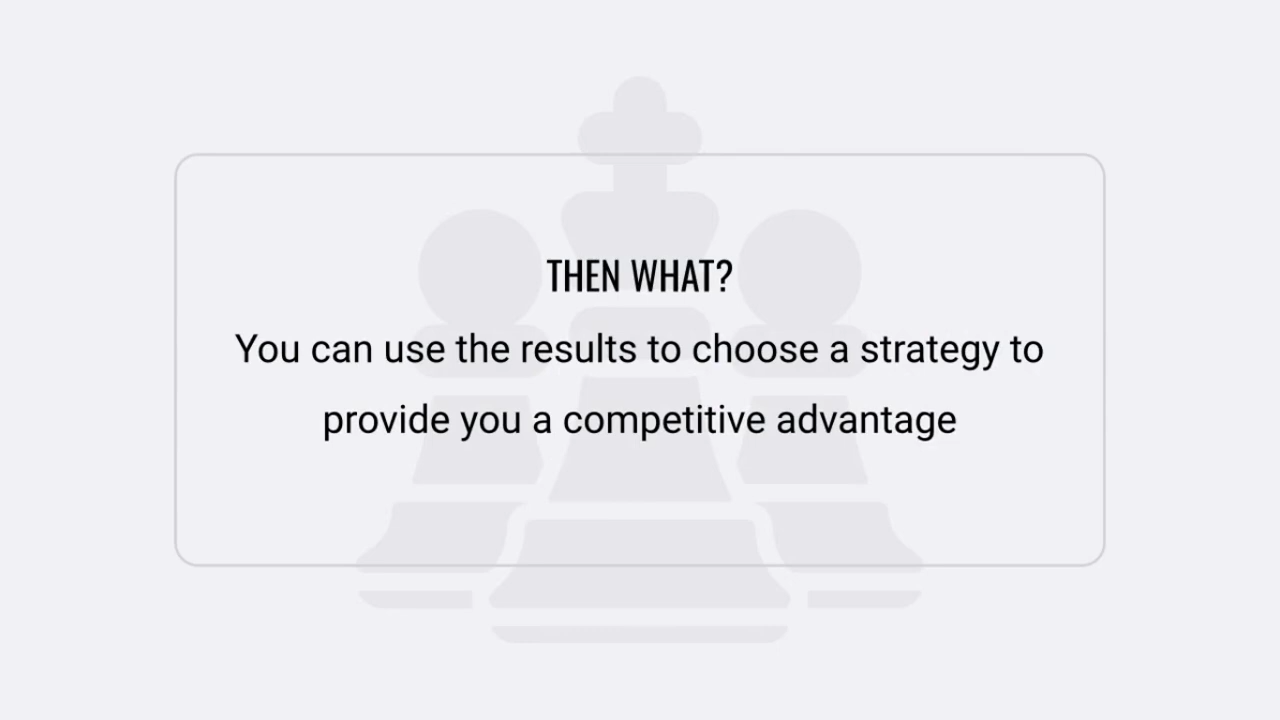 THEN WHAT?
You can use the results to choose a strategy to
provide you a competitive advantage